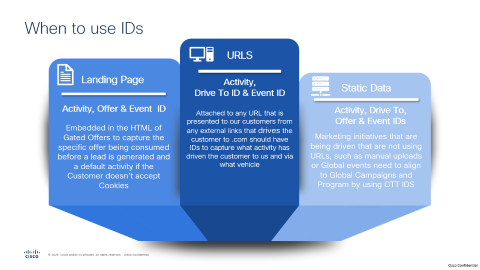 When to use IDs
Landing Page
Activity, Offer & Event ID
Embedded in the HTML of
Gated Offers to capture the
specific offer being consumed
before a lead is generated and
a default activity if the
Customer doesn't accept
Cookies
URLS
Activity,
Drive To ID & Event ID
Attached to any URL that is
presented to our customers from
any external links that drives the
customer to .com should have
IDs to capture what activity has
driven the customer to us and via
what vehicle
Static Data
Activity, Drive To,
Offer & Event IDs
Marketing initiatives that are
being driven that are not using
URLs, such as manual uploads
or Global events need to align
to Global Campaigns and
Program by using CTT IDS
CISCO
Cisco and/or its affiliates. All rights reserved. Cisco Confidential
Cisco Confidential